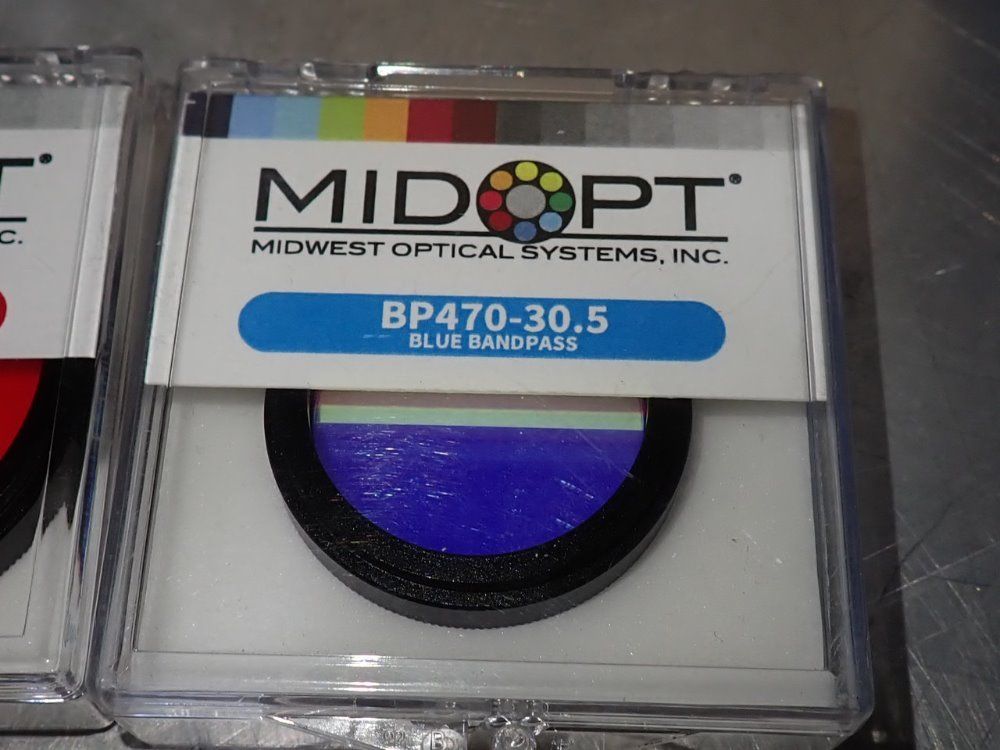 MIDOPT®
MIDWEST OPTICAL SYSTEMS, INC.
BP470-30.5
BLUE BANDPASS
T®
C.